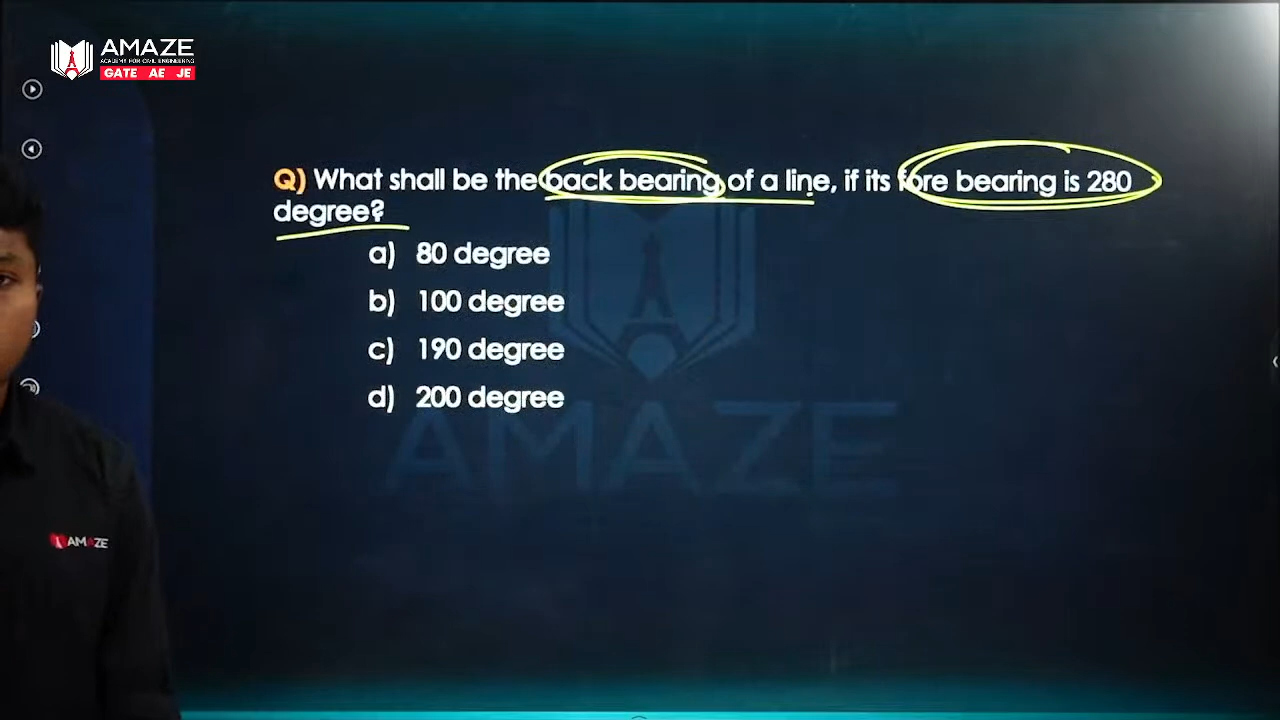 AMAZE
ACADEMY FOR CIVIL ENGINEERING
GATE AE JE
Q) What shall be the back bearing of a line, if its fore bearing is 280
degree?
a) 80 degree
b) 100 degree
c) 190 degree
d) 200 degree
AMAZE
AMAZE